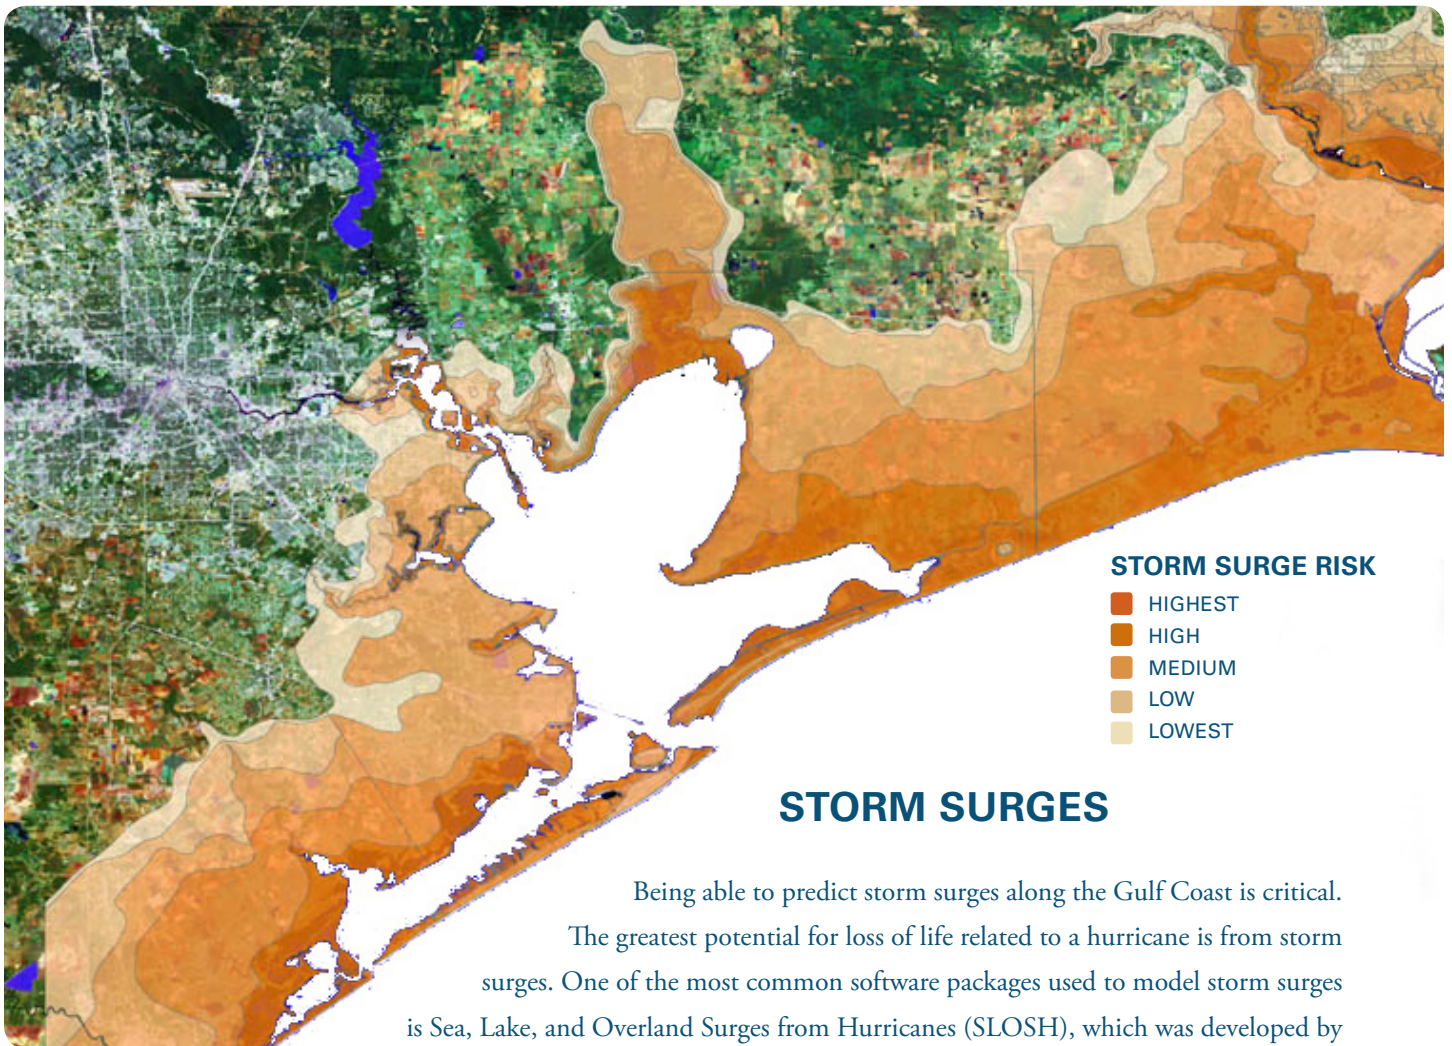 STORM SURGE RISK
HIGHEST
HIGH
MEDIUM
LOW
LOWEST
STORM SURGES
Being able to predict storm surges along the Gulf Coast is critical.
The greatest potential for loss of life related to a hurricane is from storm
surges. One of the most common software packages used to model storm surges
is Sea, Lake, and Overland Surges from Hurricanes (SLOSH), which was developed by